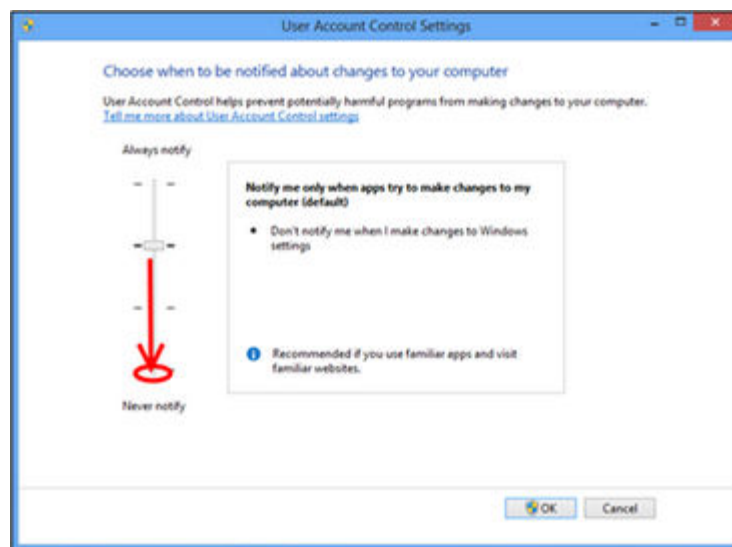 User Account Control Settings
Choose when to be notified about changes to your computer
User Account Control helps prevent potentially harmful programs from making changes to your computer.
Tell me more about User Account Control settings
Always notify
Notify me only when apps try to make changes to my
computer (default)
• Don't notify me when I make changes to Windows
settings
Recommended if you use familiar apps and visit
familiar websites.
Never notify
OK
Cancel